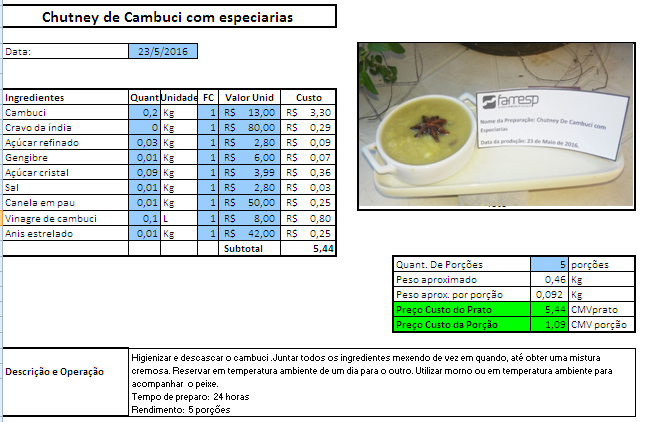 Chutney de Cambuci com especiarias
Data: 23/5/2016
Ingredientes Quant Unidade FC Valor Unid Custo
Cambuci 0,2 Kg 1 R$ 13,00 R$ 3,30
Cravo da índia 0 Kg 1 R$ 80,00 R$ 0,29
Açúcar refinado 0,03 Kg 1 R$ 2,80 R$ 0,09
Gengibre 0,01 Kg 1 R$ 6,00 R$ 0,07
Açúcar cristal 0,09 Kg 1 R$ 3,99 R$ 0,36
Sal 0,01 Kg 1 R$ 2,80 R$ 0,03
Canela em pau 0,01 Kg 1 R$ 50,00 R$ 0,25
Vinagre de cambuci 0,1 L 1 R$ 8,00 R$ 0,80
Anis estrelado 0,01 Kg 1 R$ 42,00 R$ 0,25
Subtotal 5,44
famesp
Nome da Preparação: Chutney De Cambuci com
Especiarias
Data da produção: 23 de Maio de 2016.
Quant. De Porções 5 porções
Peso aproximado 0,46 Kg
Peso aprox. por porção 0,092 Kg
Preço Custo do Prato 5,44 CMVprato
Preço Custo da Porção 1,09 CMV porção
Descrição e Operação
Higienizar e descascar o cambuci .Juntar todos os ingredientes mexendo de vez em quando, até obter uma mistura
cremosa. Reservar em temperatura ambiente de um dia para o outro. Utilizar morno ou em temperatura ambiente para
acompanhar o peixe.
Tempo de preparo: 24 horas
Rendimento: 5 porções